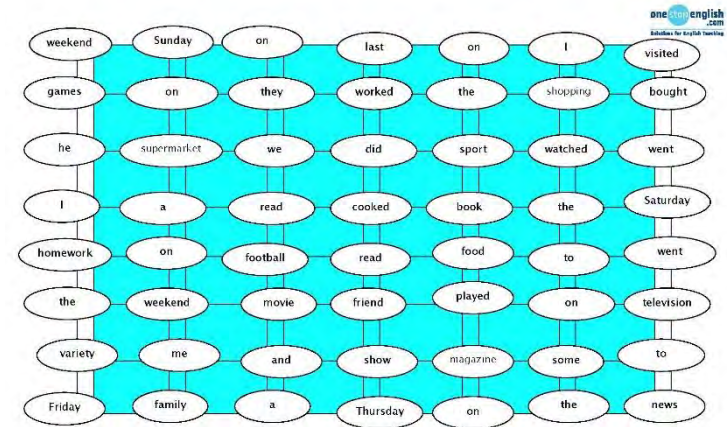 onestopenglish
.com
Solutions for English Teaching
weekend Sunday on last on I visited
games on they worked the shopping bought
he supermarket we did sport watched went
I a read cooked book the Saturday
homework on football read food to went
the weekend movie friend played on television
variety me and show magazine some to
Friday family a Thursday on the news